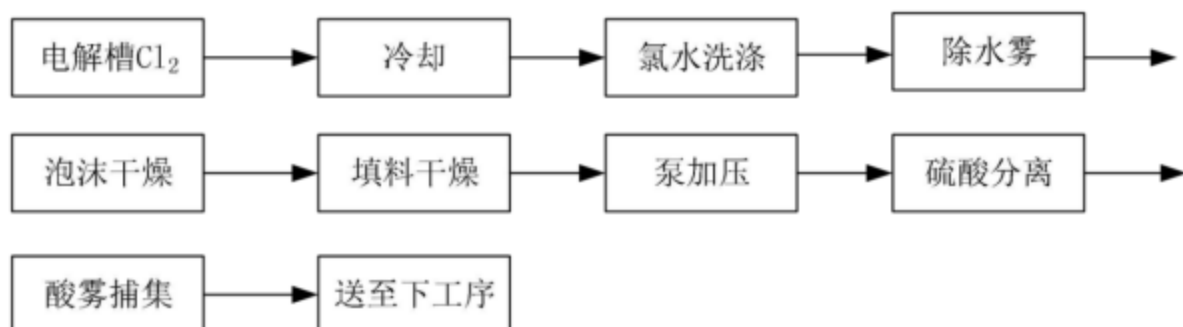 电解槽Cl₂ 冷却 氯水洗涤 除水雾
泡沫干燥 填料干燥 泵加压 硫酸分离
酸雾捕集 送至下工序